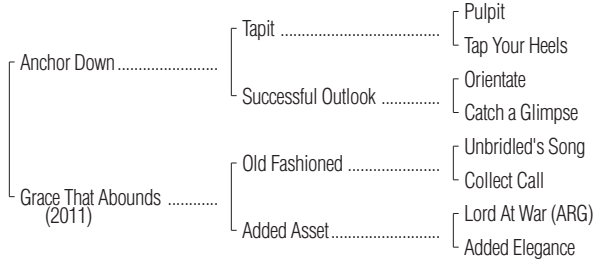 Pulpit
Tapit ..............................
Tap Your Heels
Anchor Down ....................
Orientate
Successful Outlook ............
Catch a Glimpse
Unbridled's Song
Old Fashioned ..................
Collect Call
Grace That Abounds ..........
(2011)
Lord At War (ARG)
Added Asset.....................
Added Elegance